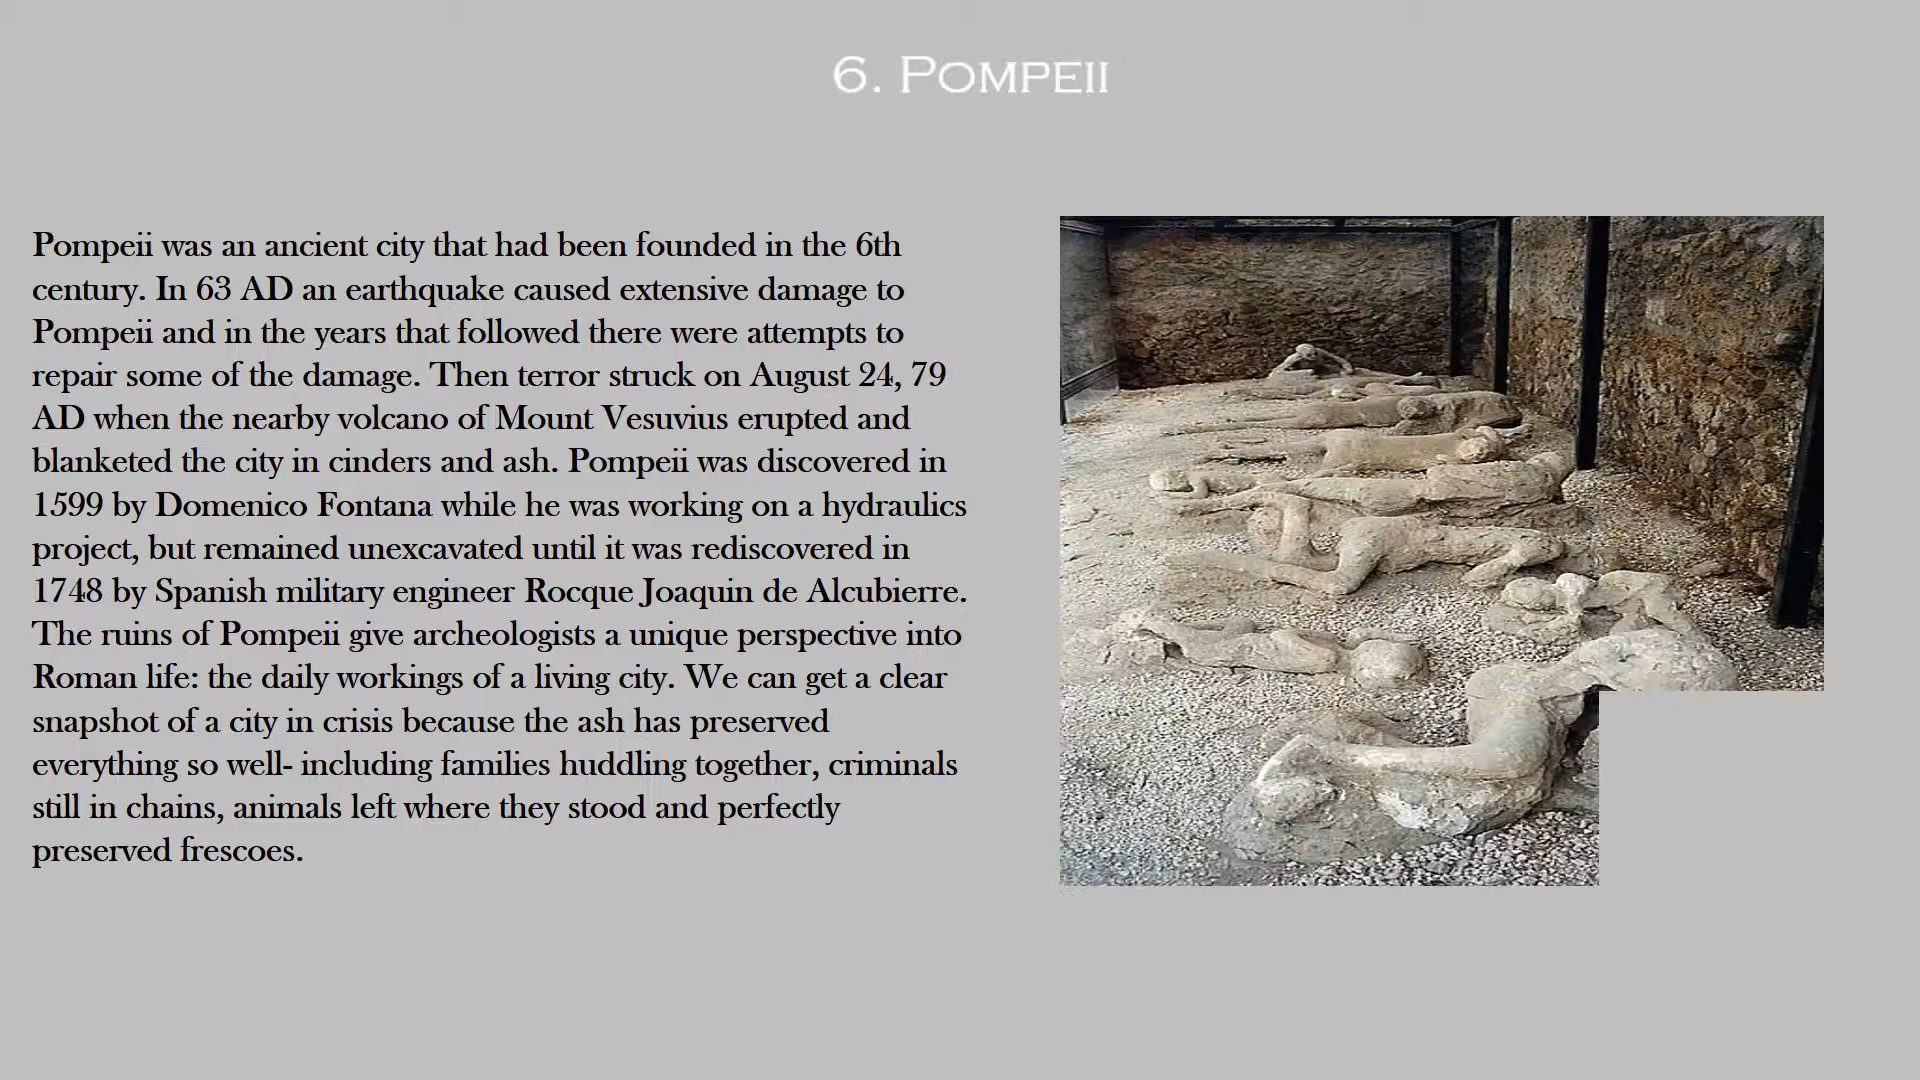 6. Pompeii
Pompeii was an ancient city that had been founded in the 6th
century. In 63 AD an earthquake caused extensive damage to
Pompeii and in the years that followed there were attempts to
repair some of the damage. Then terror struck on August 24, 79
AD when the nearby volcano of Mount Vesuvius erupted and
blanketed the city in cinders and ash. Pompeii was discovered in
1599 by Domenico Fontana while he was working on a hydraulics
project, but remained unexcavated until it was rediscovered in
1748 by Spanish military engineer Rocque Joaquin de Alcubierre.
The ruins of Pompeii give archeologists a unique perspective into
Roman life: the daily workings of a living city. We can get a clear
snapshot of a city in crisis because the ash has preserved
everything so well- including families huddling together, criminals
still in chains, animals left where they stood and perfectly
preserved frescoes.